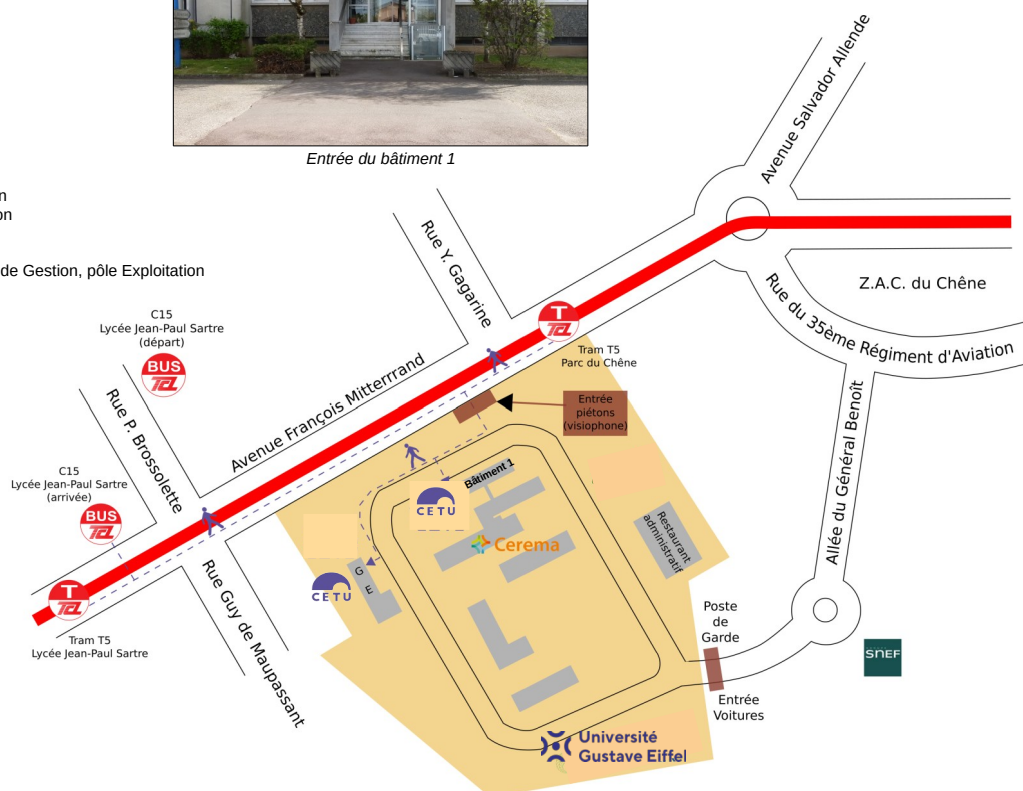 Entrée du bâtiment 1
n
on
de Gestion, pôle Exploitation
Avenue Salvador Allende
Rue Y. Gagarine
Z.A.C. du Chêne
Rue du 35ème Régiment d'Aviation
C15
Lycée Jean-Paul Sartre
(départ)
BUS
TCL
T
TCL
Tram T5
Parc du Chêne
Avenue François Mitterrrand
Rue P. Brossolette
Entrée
piétons
(visiophone)
Allée du Général Benoît
C15
Lycée Jean-Paul Sartre
(arrivée)
BUS
TCL
Bâtiment 1
CETU
Cerema
Restaurant
administratif
G
E
CETU
T
TCL
Tram T5
Lycée Jean-Paul Sartre
Rue Guy de Maupassant
Poste
de
Garde
SNEF
Entrée
Voitures
Université
Gustave Eiffel